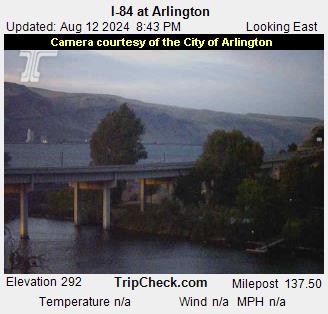 I-84 at Arlington
Updated: Aug 12 2024 8:43 PM Looking East
Camera courtesy of the City of Arlington
Elevation 292 TripCheck.com Milepost 137.50
Temperature n/a Wind n/a MPH n/a